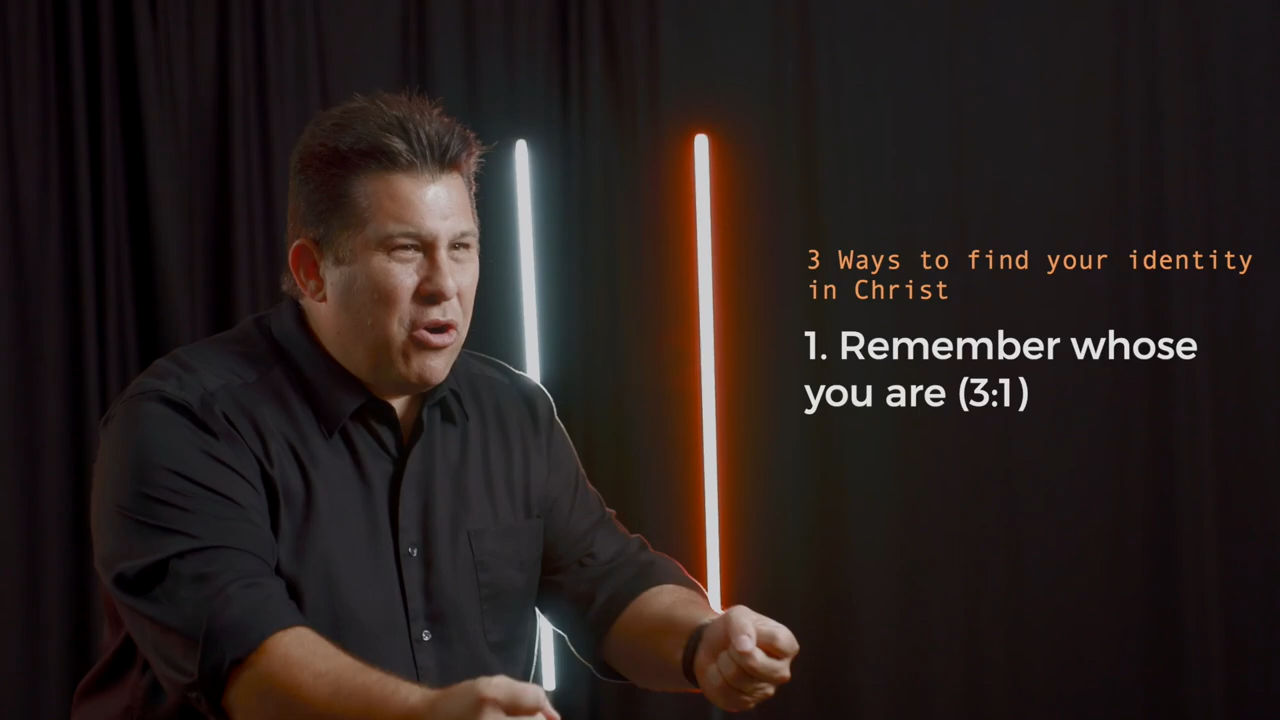 3 Ways to find your identity
in Christ
1. Remember whose
you are (3:1)